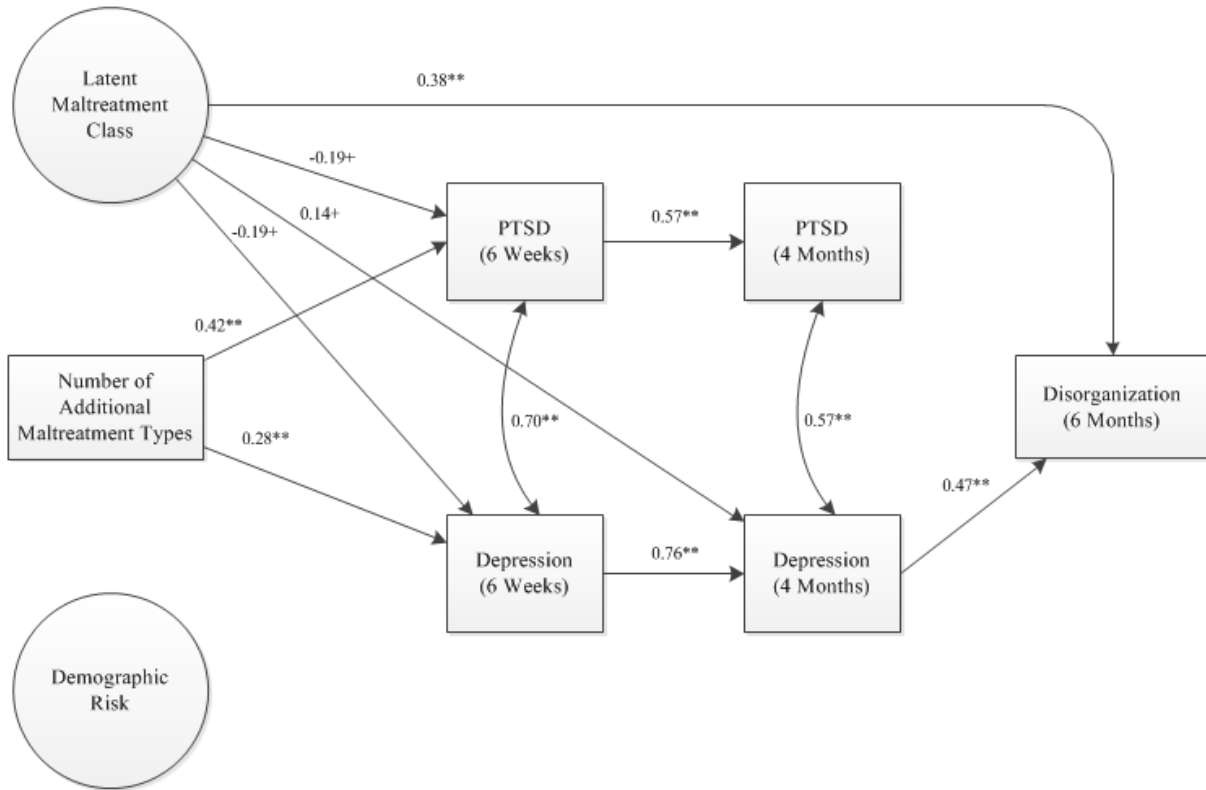 Latent
Maltreatment
Class
0.38**
-0.19+
0.14+
-0.19+
PTSD
(6 Weeks)
0.57**
PTSD
(4 Months)
0.42**
Number of
Additional
Maltreatment Types
0.28**
0.70**
0.57**
Disorganization
(6 Months)
0.47**
Depression
(6 Weeks)
0.76**
Depression
(4 Months)
Demographic
Risk